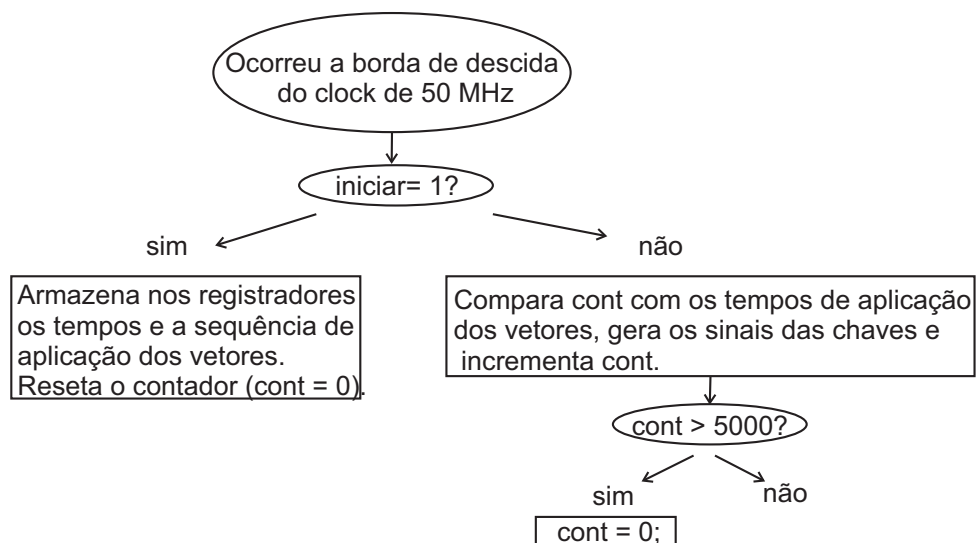 Ocorreu a borda de descida
do clock de 50 MHz
iniciar= 1?
sim
não
Armazena nos registradores
os tempos e a sequência de
aplicação dos vetores.
Reseta o contador (cont = 0).
Compara cont com os tempos de aplicação
dos vetores, gera os sinais das chaves e
incrementa cont.
cont > 5000?
sim
não
cont = 0;